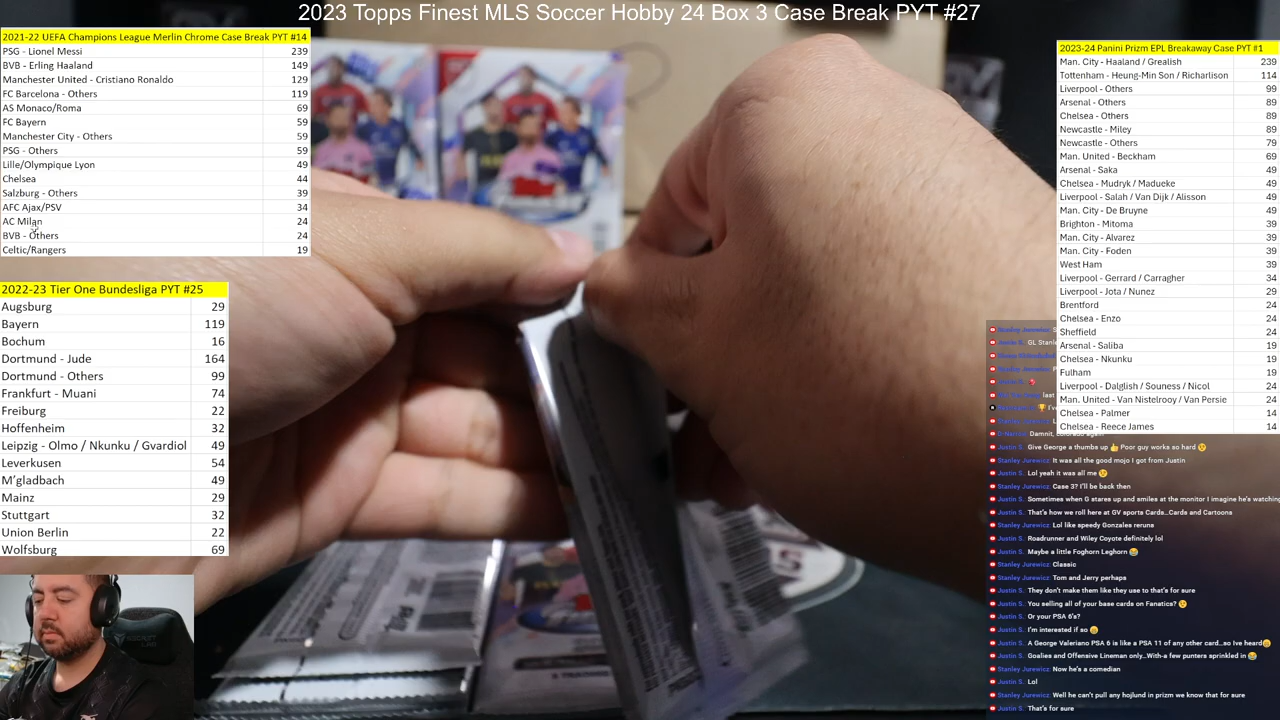 2023 Topps Finest MLS Soccer Hobby 24 Box 3 Case Break PYT #27
2021-22 UEFA Champions League Merlin Chrome Case Break PYT #14
PSG - Lionel Messi 239
BVB - Erling Haaland 149
Manchester United - Cristiano Ronaldo 129
FC Barcelona - Others 119
AS Monaco/Roma 69
FC Bayern 59
Manchester City - Others 59
PSG - Others 59
Lille/Olympique Lyon 49
Chelsea 44
Salzburg - Others 39
AFC Ajax/PSV 34
AC Milan 24
BVB - Others 24
Celtic/Rangers 19
2022-23 Tier One Bundesliga PYT #25
Augsburg 29
Bayern 119
Bochum 16
Dortmund - Jude 164
Dortmund - Others 99
Frankfurt - Muani 74
Freiburg 22
Hoffenheim 32
Leipzig - Olmo / Nkunku / Gvardiol 49
Leverkusen 54
M'gladbach 49
Mainz 29
Stuttgart 32
Union Berlin 22
Wolfsburg 69
2023-24 Panini Prizm EPL Breakaway Case PYT #1
Man. City - Haaland / Grealish 239
Tottenham - Heung-Min Son / Richarlison 114
Liverpool - Others 99
Arsenal - Others 89
Chelsea - Others 89
Newcastle - Miley 89
Newcastle - Others 79
Man. United - Beckham 69
Arsenal - Saka 49
Chelsea - Mudryk / Madueke 49
Liverpool - Salah / Van Dijk / Alisson 49
Man. City - De Bruyne 49
Brighton - Mitoma 39
Man. City - Alvarez 39
Man. City - Foden 39
West Ham 39
Liverpool - Gerrard / Carragher 34
Liverpool - Jota / Nunez 29
Brentford 24
Chelsea - Enzo 24
Sheffield 24
Arsenal - Saliba 19
Chelsea - Nkunku 19
Fulham 19
Liverpool - Dalglish / Souness / Nicol 24
Man. United - Van Nistelrooy / Van Persie 24
Chelsea - Palmer 14
Chelsea - Reece James 14
Stanley Jurewicz:
Justin S.: GL Stanle
Stanley Jurewicz:
last
Damnit, colorado again
Justin S.: Give George a thumbs up 👍 Poor guy works so hard 😢
Stanley Jurewicz: It was all the good mojo I got from Justin
Justin S.: Lol yeah it was all me 😉
Stanley Jurewicz: Case 3? I'll be back then
Justin S.: Sometimes when G stares up and smiles at the monitor I imagine he's watching
Justin S.: That's how we roll here at GV sports Cards...Cards and Cartoons
Stanley Jurewicz: Lol like speedy Gonzales reruns
Justin S.: Roadrunner and Wiley Coyote definitely lol
Justin S.: Maybe a little Foghorn Leghorn 😂
Stanley Jurewicz: Classic
Stanley Jurewicz: Tom and Jerry perhaps
Justin S.: They don't make them like they use to that's for sure
Justin S.: You selling all of your base cards on Fanatics? 😉
Justin S.: Or your PSA 6's?
Justin S.: I'm interested if so
Justin S.: A George Valeriano PSA 6 is like a PSA 11 of any other card...so Ive heard
Justin S.: Goalies and Offensive Lineman only...With-a few punters sprinkled in 😂
Stanley Jurewicz: Now he's a comedian
Justin S.: Lol
Stanley Jurewicz: Well he can't pull any hojlund in prizm we know that for sure
Justin S.: That's for sure